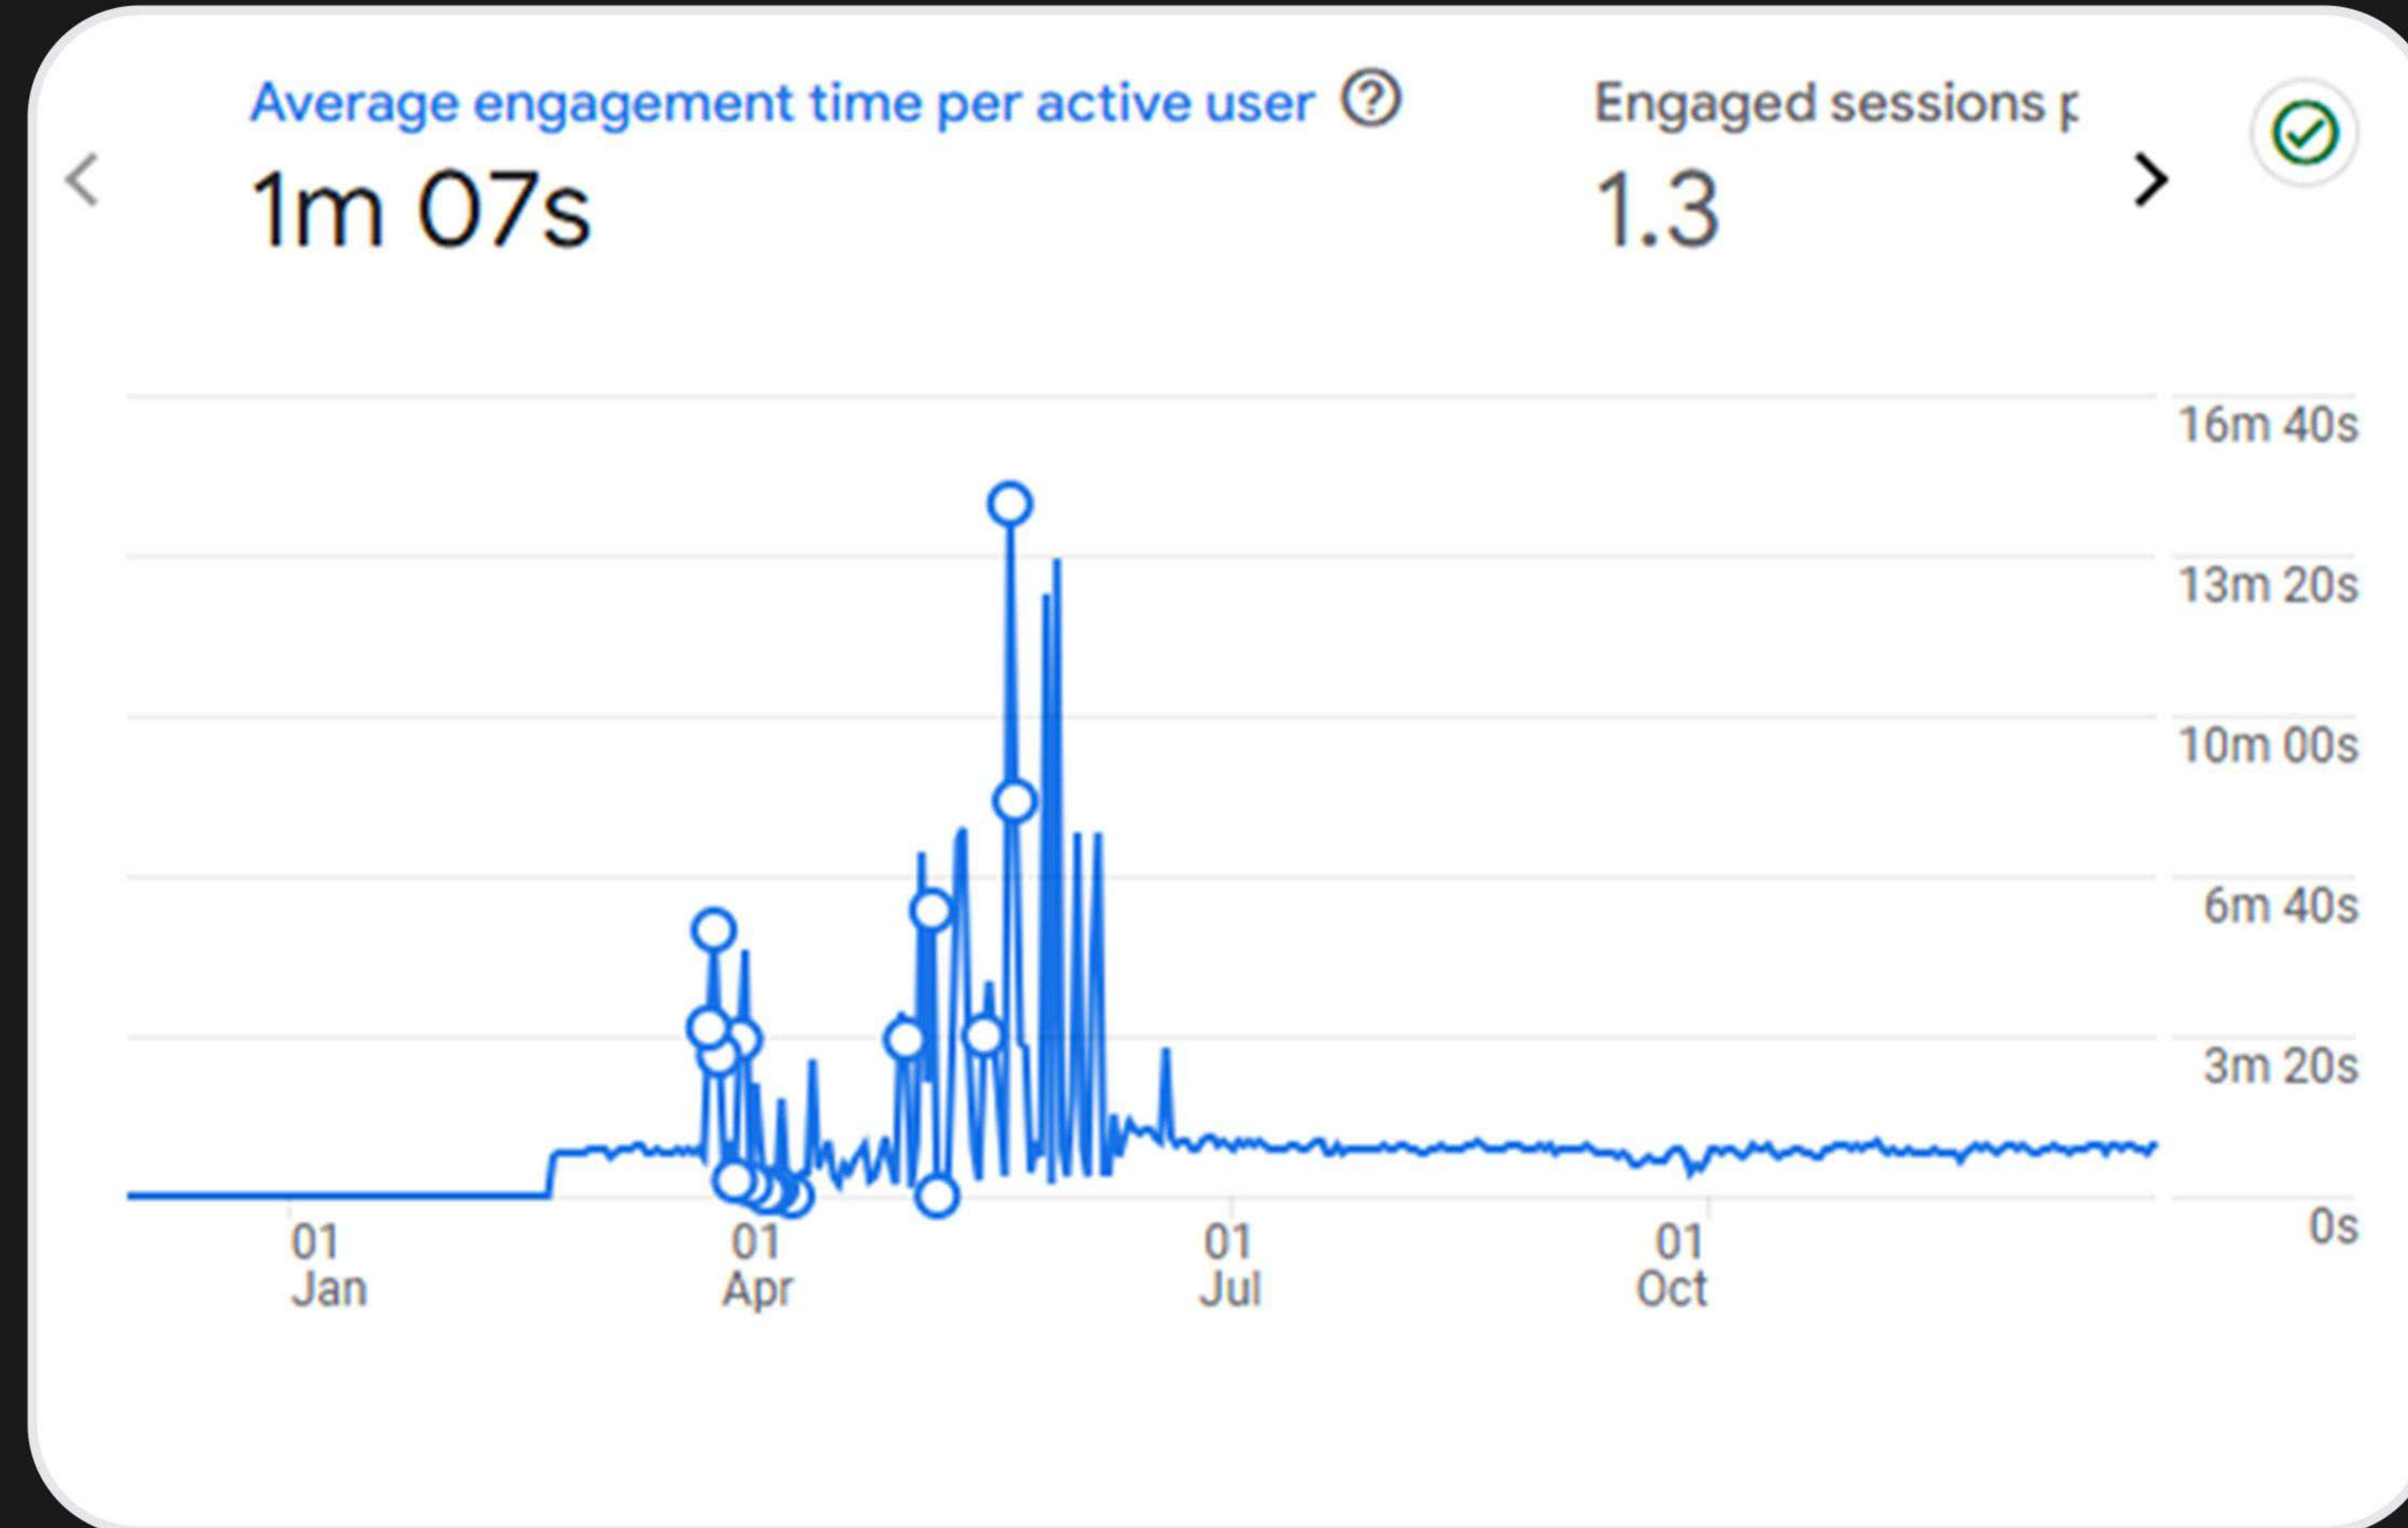 Average engagement time per active user
Engaged sessions p
1m 07s
1.3
16m 40s
13m 20s
10m 00s
6m 40s
3m 20s
0s
01
Jan
01
Apr
01
Jul
01
Oct